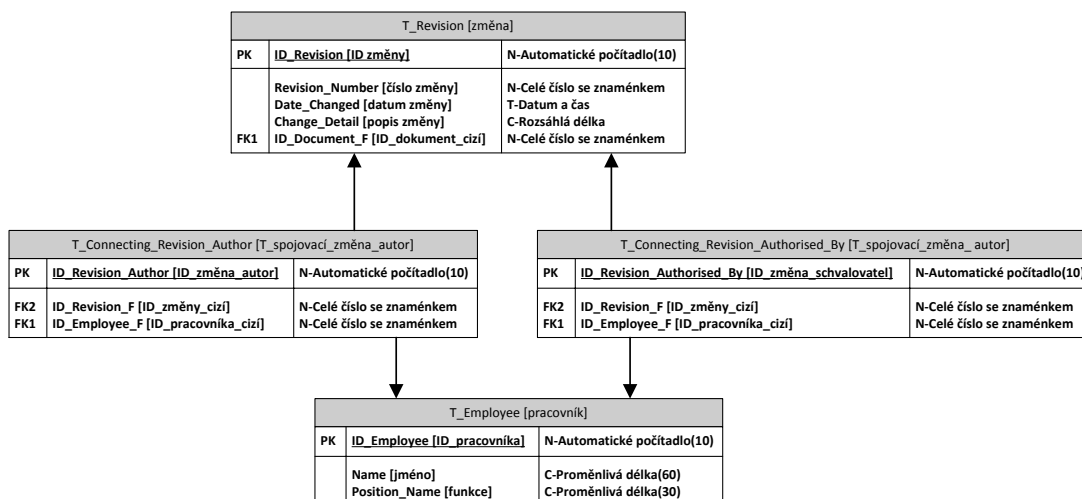 T_Revision [změna]
PK ID_Revision [ID změny] N-Automatické počítadlo(10)
Revision_Number [číslo změny] N-Celé číslo se znaménkem
Date_Changed [datum změny] T-Datum a čas
Change_Detail [popis změny] C-Rozsáhlá délka
FK1 ID_Document_F [ID_dokument_cizí] N-Celé číslo se znaménkem
T_Connecting_Revision_Author [T_spojovací_změna_autor]
PK ID_Revision_Author [ID_změna_autor] N-Automatické počítadlo(10)
FK2 ID_Revision_F [ID_změny_cizí] N-Celé číslo se znaménkem
FK1 ID_Employee_F [ID_pracovníka_cizí] N-Celé číslo se znaménkem
T_Connecting_Revision_Authorised_By [T_spojovací_změna_ autor]
PK ID_Revision_Authorised_By [ID_změna_schvalovatel] N-Automatické počítadlo(10)
FK2 ID_Revision_F [ID_změny_cizí] N-Celé číslo se znaménkem
FK1 ID_Employee_F [ID_pracovníka_cizí] N-Celé číslo se znaménkem
T_Employee [pracovník]
PK ID_Employee [ID_pracovníka] N-Automatické počítadlo(10)
Name [jméno] C-Proměnlivá délka(60)
Position_Name [funkce] C-Proměnlivá délka(30)